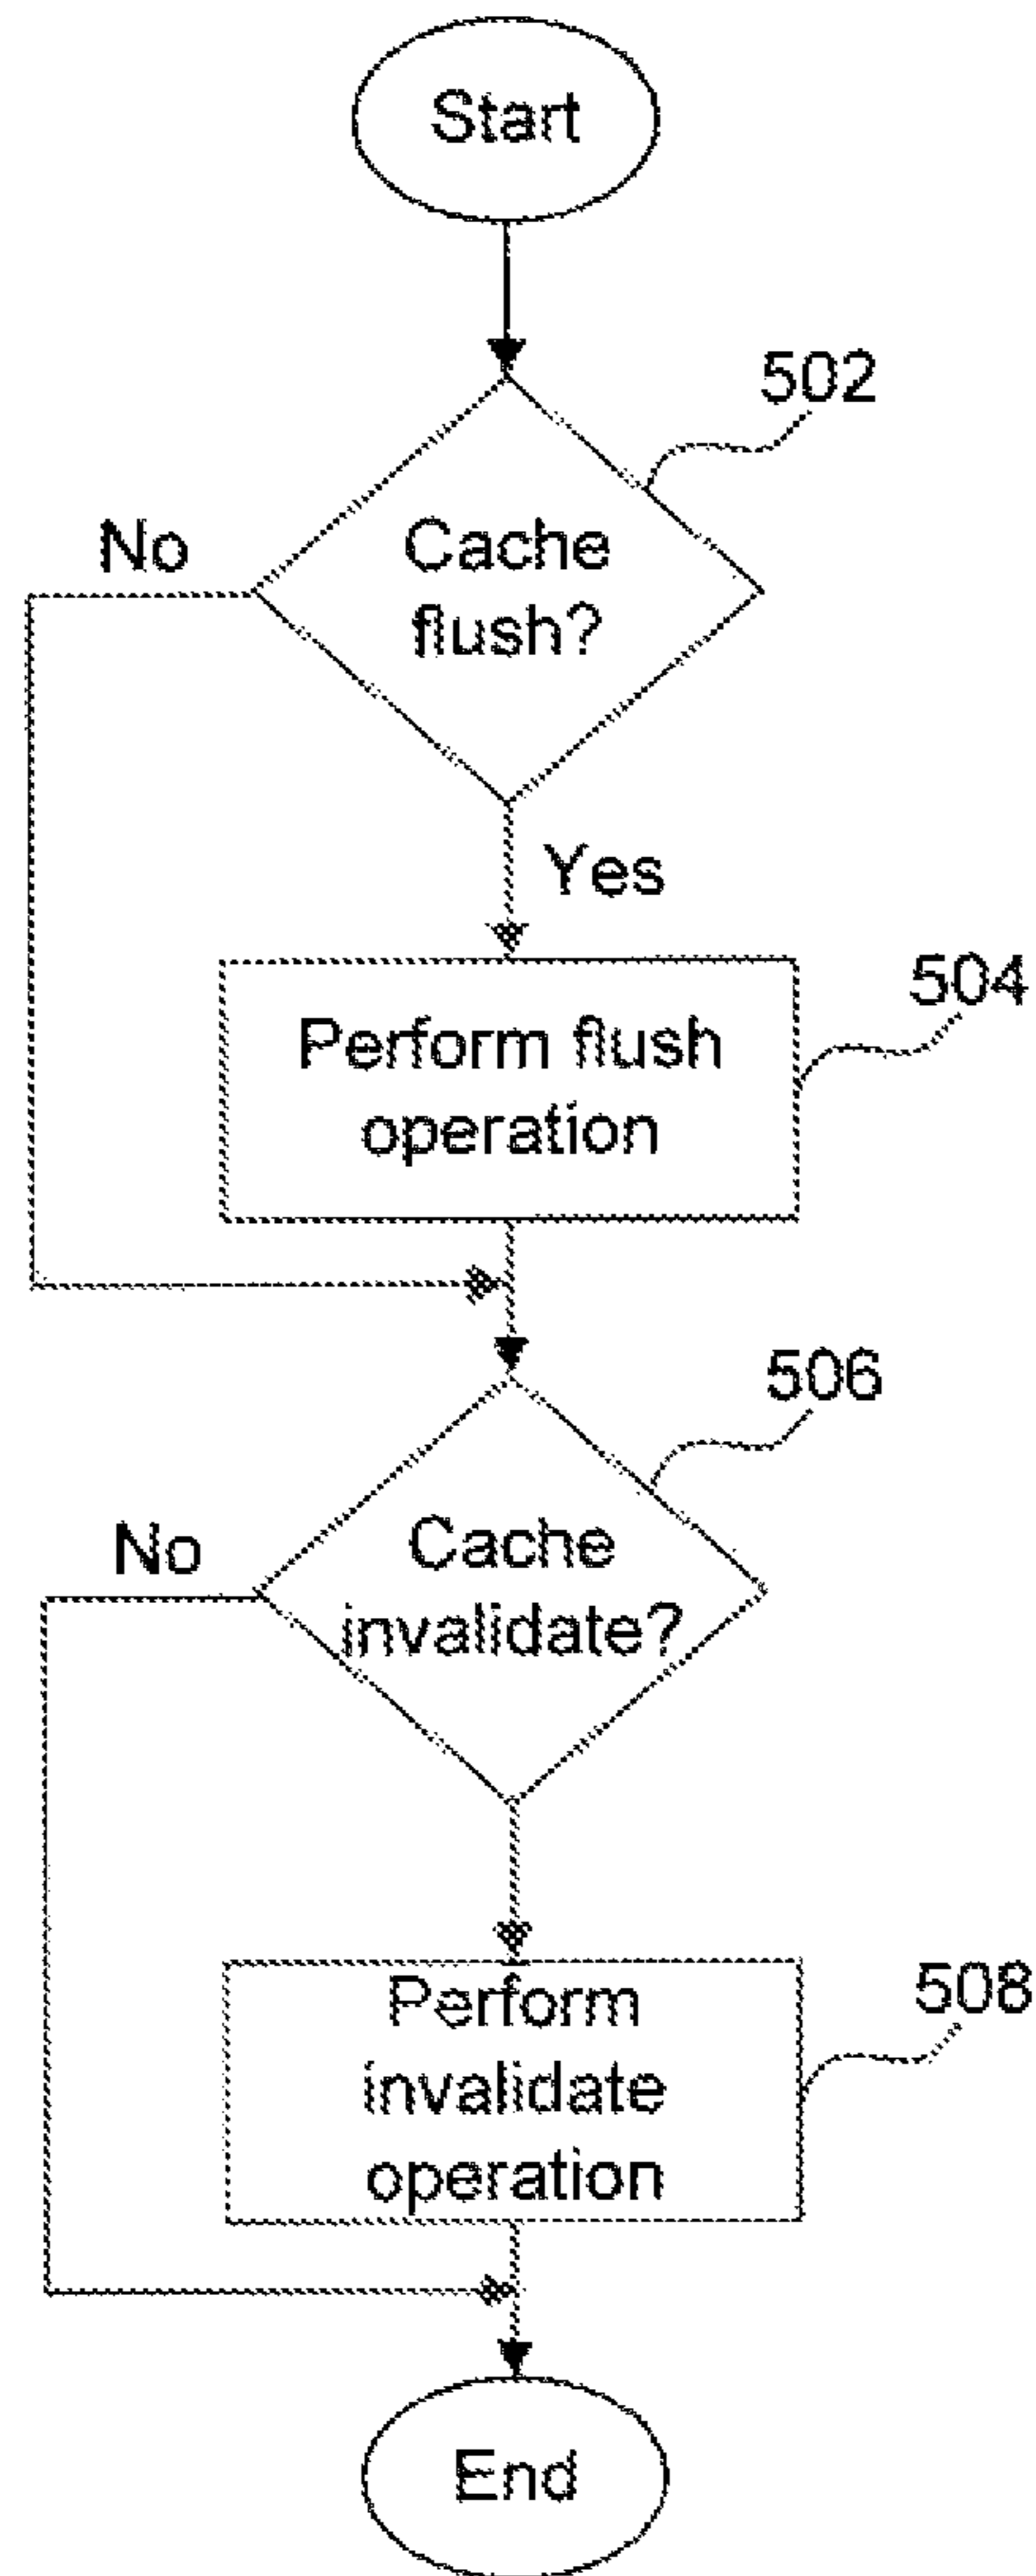 Start
502
Cache
flush?
No
Yes
504
Perform flush
operation
506
Cache
invalidate?
No
508
Perform
invalidate
operation
End